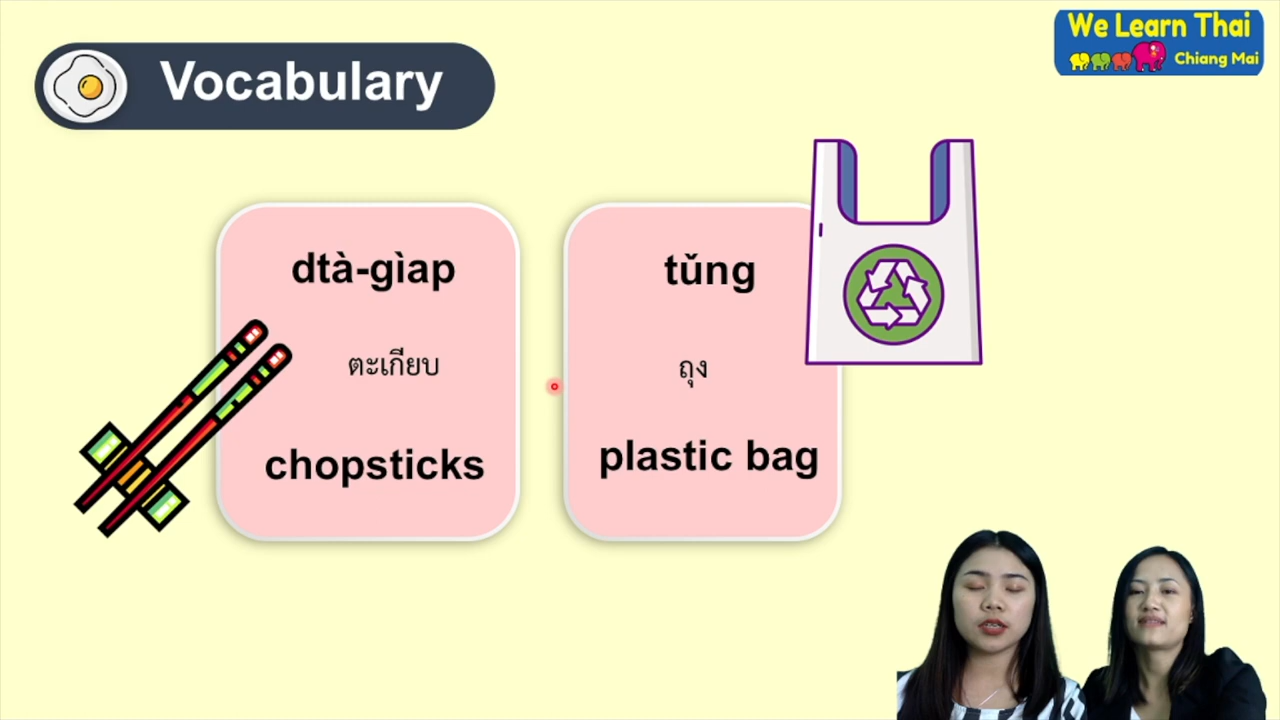 We Learn Thai
Chiang Mai
Vocabulary
dtà-gìap
ตะเกียบ
chopsticks
tǔng
ถุง
plastic bag